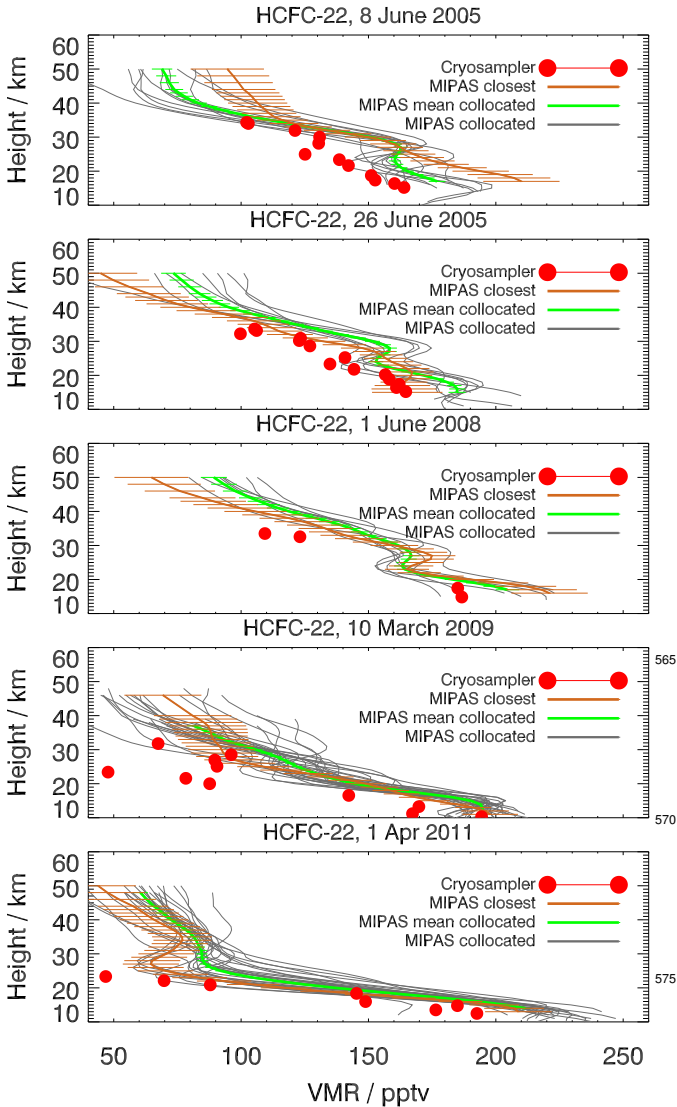 HCFC-22, 8 June 2005
60
50
40
30
20
10
Height / km
Cryosampler
MIPAS closest
MIPAS mean collocated
MIPAS collocated
HCFC-22, 26 June 2005
60
50
40
30
20
10
Height / km
Cryosampler
MIPAS closest
MIPAS mean collocated
MIPAS collocated
HCFC-22, 1 June 2008
60
50
40
30
20
10
Height / km
Cryosampler
MIPAS closest
MIPAS mean collocated
MIPAS collocated
HCFC-22, 10 March 2009
60
50
40
30
20
10
Height / km
Cryosampler
MIPAS closest
MIPAS mean collocated
MIPAS collocated
565
570
HCFC-22, 1 Apr 2011
60
50
40
30
20
10
Height / km
Cryosampler
MIPAS closest
MIPAS mean collocated
MIPAS collocated
575
50 100 150 200 250
VMR / pptv